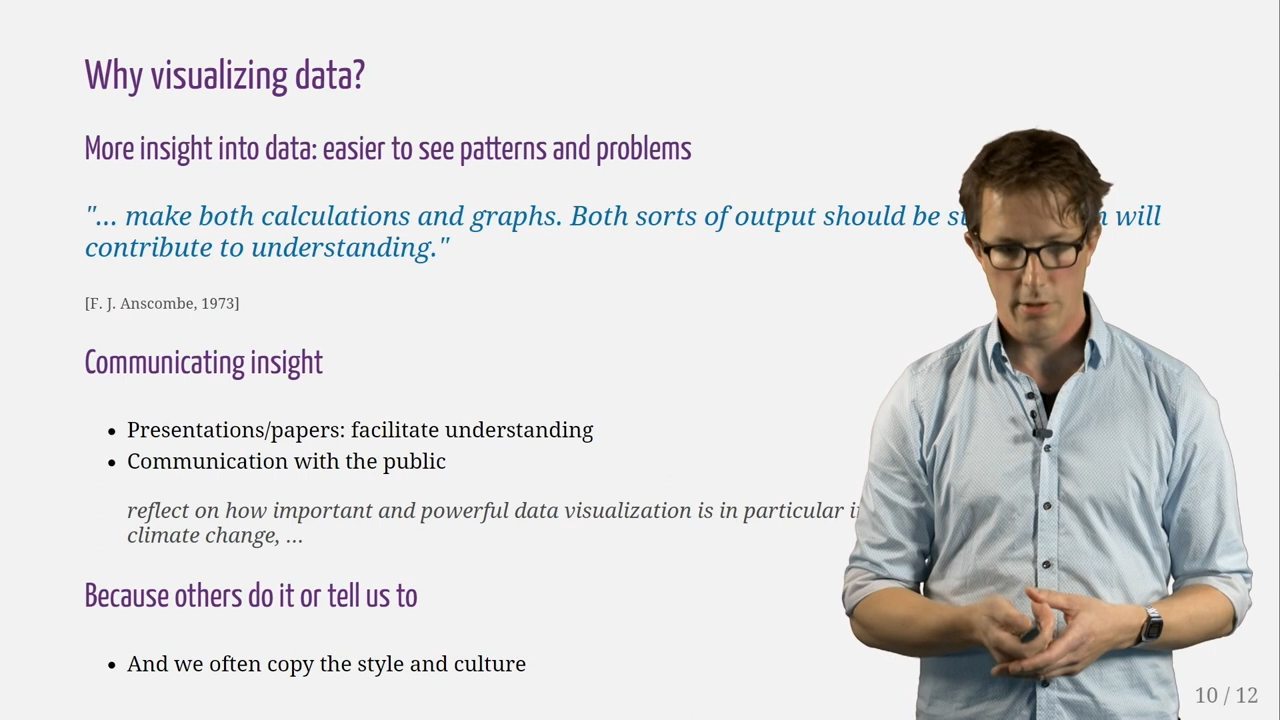 Why visualizing data?
More insight into data: easier to see patterns and problems
"... make both calculations and graphs. Both sorts of output should be will
contribute to understanding."
[F. J. Anscombe, 1973]
Communicating insight
• Presentations/papers: facilitate understanding
• Communication with the public
reflect on how important and powerful data visualization is in particular
climate change, ...
Because others do it or tell us to
• And we often copy the style and culture
10 / 12